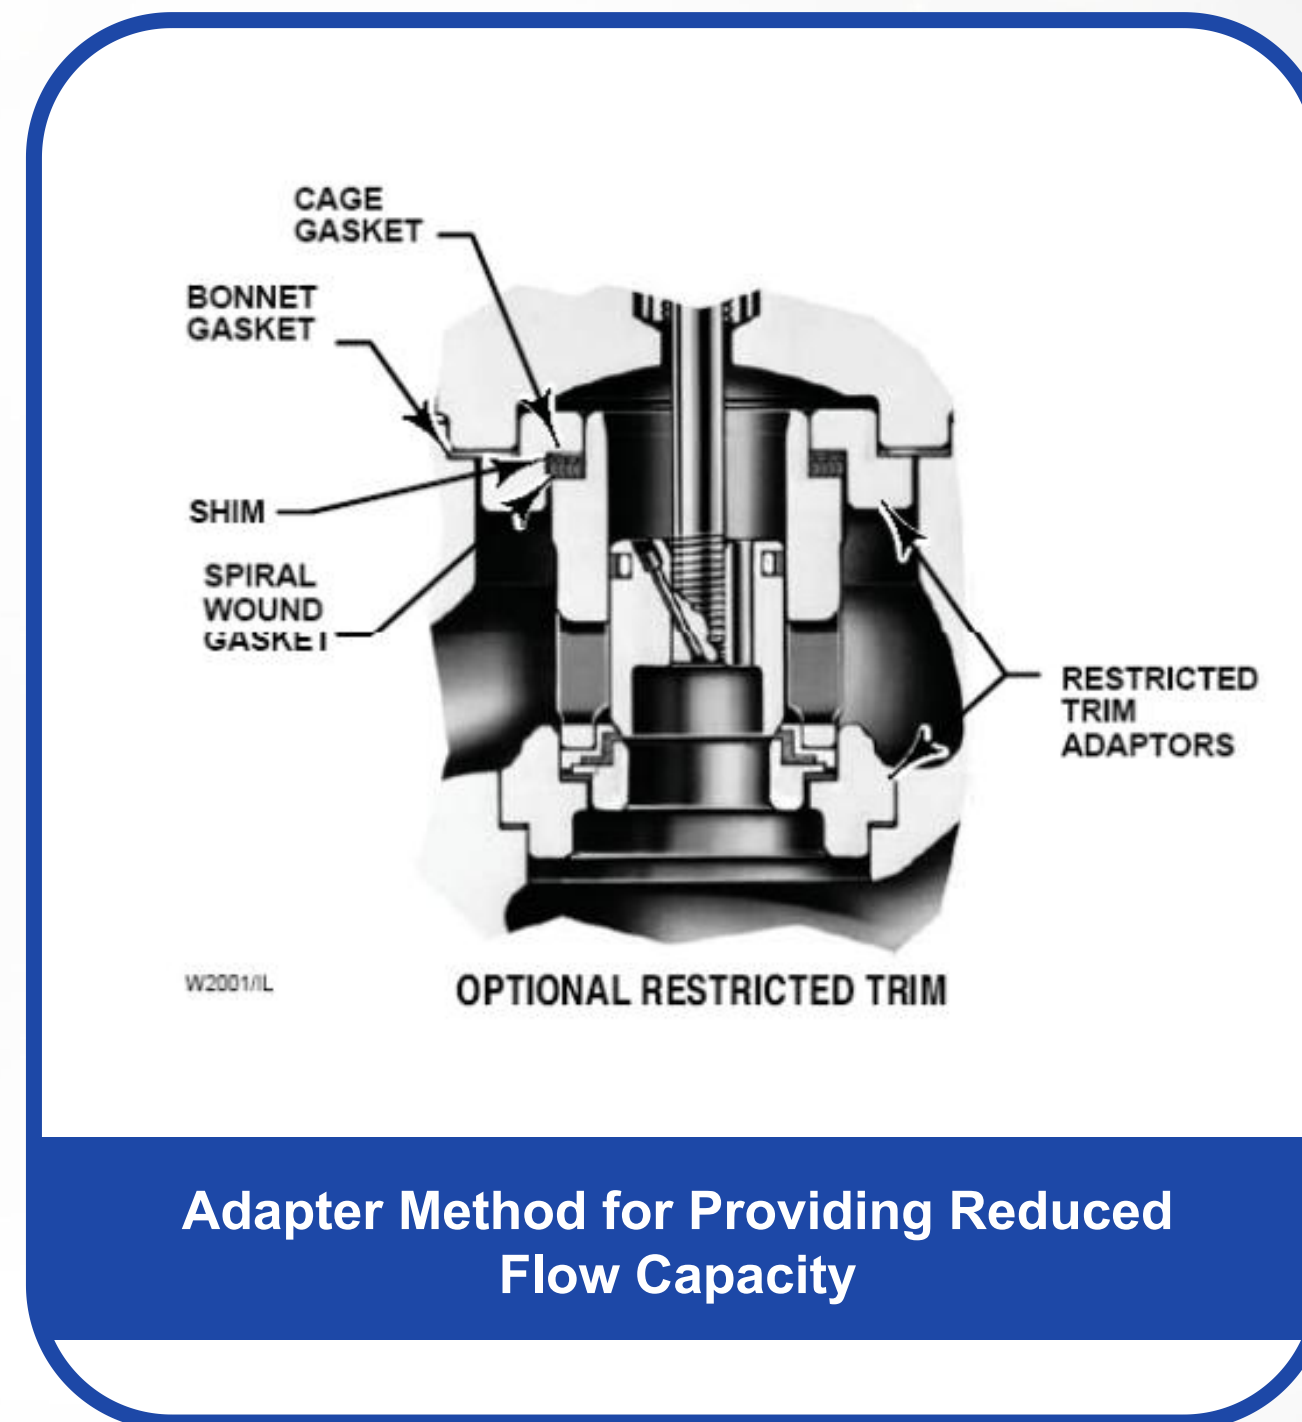 CAGE
GASKET
BONNET
GASKET
SHIM
SPIRAL
WOUND
GASKET
RESTRICTED
TRIM
ADAPTORS
W2001/IL
OPTIONAL RESTRICTED TRIM
Adapter Method for Providing Reduced
Flow Capacity